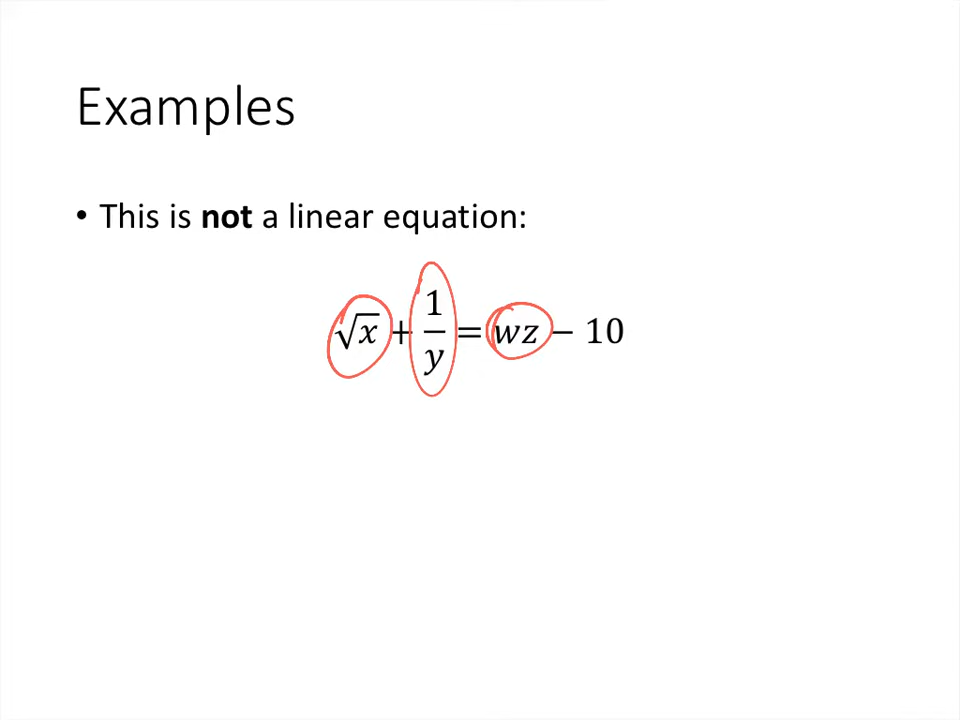 Examples
• This is not a linear equation:
√x + 1/y = wz − 10